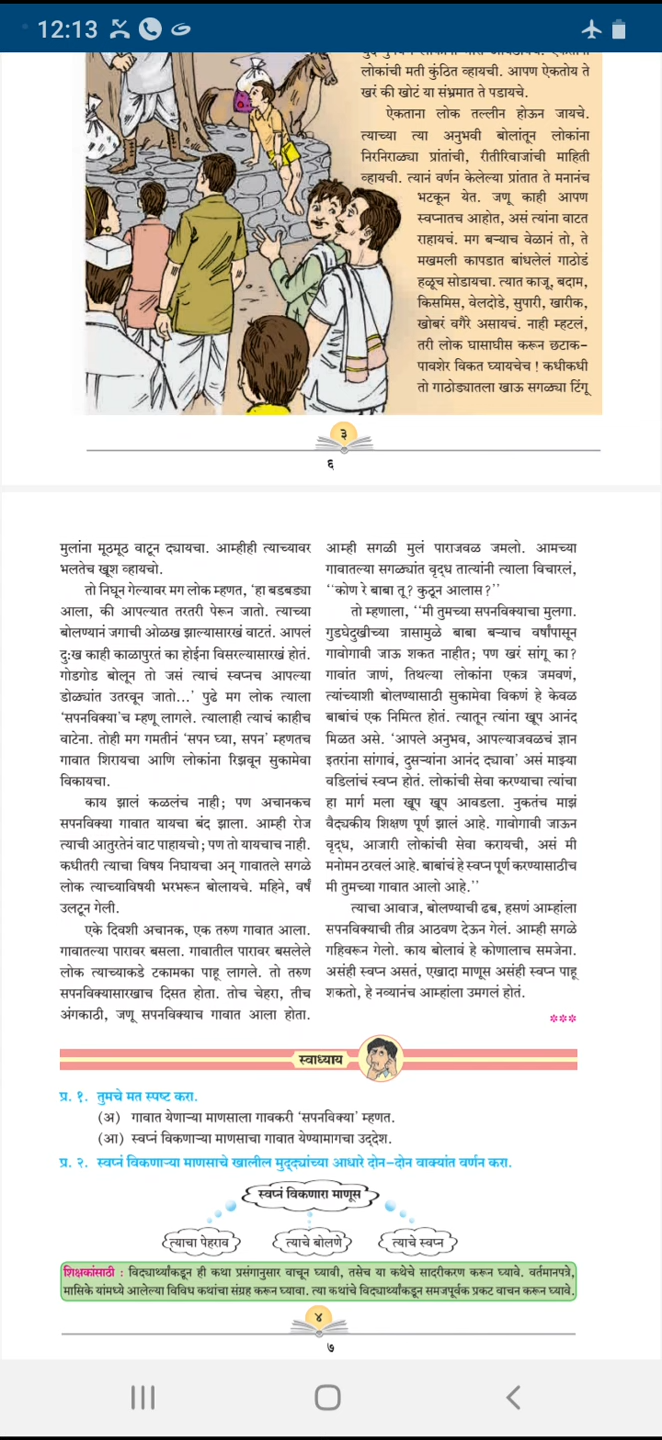 12:13
लोकांची मती कुंठित व्हायची. आपण ऐकतोय ते
खरं की खोटं या संभ्रमात ते पडायचे.
ऐकताना लोक तल्लीन होऊन जायचे.
त्याच्या त्या अनुभवी बोलांतून लोकांना
निरनिराळ्या प्रांतांची, रीतीरिवाजांची माहिती
व्हायची. त्यानं वर्णन केलेल्या प्रांतात ते मनानंच
भटकून येत. जणू काही आपण
स्वप्नातच आहोत, असं त्यांना वाटत
राहायचं. मग बऱ्याच वेळानं तो, ते
मखमली कापडात बांधलेलं गाठोडं
हळूच सोडायचा. त्यात काजू, बदाम,
किसमिस, वेलदोडे, सुपारी, खारीक,
खोबरं वगैरे असायचं. नाही म्हटलं,
तरी लोक घासाघीस करून छटाक-
पावशेर विकत घ्यायचेच ! कधीकधी
तो गाठोड्यातला खाऊ सगळ्या टिंगू
३
६
मुलांना मूठमूठ वाटून द्यायचा. आम्हीही त्याच्यावर
भलतेच खूश व्हायचो.
तो निघून गेल्यावर मग लोक म्हणत, ‘हा बडबड्या
आला, की आपल्यात तरतरी पेरून जातो. त्याच्या
बोलण्यानं जगाची ओळख झाल्यासारखं वाटतं. आपलं
दुःख काही काळापुरतं का होईना विसरल्यासारखं होतं.
गोडगोड बोलून तो जसं त्याचं स्वप्नच आपल्या
डोळ्यांत उतरवून जातो...’ पुढे मग लोक त्याला
‘सपनविक्या’च म्हणू लागले. त्यालाही त्याचं काहीच
वाटेना. तोही मग गमतीनं ‘सपन घ्या, सपन’ म्हणतच
गावात शिरायचा आणि लोकांना रिझवून सुकामेवा
विकायचा.
काय झालं कळलंच नाही; पण अचानकच
सपनविक्या गावात यायचा बंद झाला. आम्ही रोज
त्याची आतुरतेनं वाट पाहायचो; पण तो यायचाच नाही.
कधीतरी त्याचा विषय निघायचा अन् गावातले सगळे
लोक त्याच्याविषयी भरभरून बोलायचे. महिने, वर्षं
उलटून गेली.
एके दिवशी अचानक, एक तरुण गावात आला.
गावातल्या पारावर बसला. गावातील पारावर बसलेले
लोक त्याच्याकडे टकामका पाहू लागले. तो तरुण
सपनविक्यासारखाच दिसत होता. तोच चेहरा, तीच
अंगकाठी, जणू सपनविक्याच गावात आला होता.
आम्ही सगळी मुलं पाराजवळ जमलो. आमच्या
गावातल्या सगळ्यांत वृद्ध तात्यांनी त्याला विचारलं,
‘‘कोण रे बाबा तू? कुठून आलास?’’
तो म्हणाला, ‘‘मी तुमच्या सपनविक्याचा मुलगा.
गुडघेदुखीच्या त्रासामुळे बाबा बऱ्याच वर्षांपासून
गावोगावी जाऊ शकत नाहीत; पण खरं सांगू का?
गावांत जाणं, तिथल्या लोकांना एकत्र जमवणं,
त्यांच्याशी बोलण्यासाठी सुकामेवा विकणं हे केवळ
बाबांचं एक निमित्त होतं. त्यातून त्यांना खूप आनंद
मिळत असे. ‘आपले अनुभव, आपल्याजवळचं ज्ञान
इतरांना सांगावं, दुसऱ्यांना आनंद द्यावा’ असं माझ्या
वडिलांचं स्वप्न होतं. लोकांची सेवा करण्याचा त्यांचा
हा मार्ग मला खूप खूप आवडला. नुकतंच माझं
वैद्यकीय शिक्षण पूर्ण झालं आहे. गावोगावी जाऊन
वृद्ध, आजारी लोकांची सेवा करायची, असं मी
मनोमन ठरवलं आहे. बाबांचं हे स्वप्न पूर्ण करण्यासाठीच
मी तुमच्या गावात आलो आहे.’’
त्याचा आवाज, बोलण्याची ढब, हसणं आम्हांला
सपनविक्याची तीव्र आठवण देऊन गेलं. आम्ही सगळे
गहिवरून गेलो. काय बोलावं हे कोणालाच समजेना.
असंही स्वप्न असतं, एखादा माणूस असंही स्वप्न पाहू
शकतो, हे नव्यानंच आम्हांला उमगलं होतं.
***
स्वाध्याय
प्र. १. तुमचे मत स्पष्ट करा.
(अ) गावात येणाऱ्या माणसाला गावकरी ‘सपनविक्या’ म्हणत.
(आ) स्वप्नं विकणाऱ्या माणसाचा गावात येण्यामागचा उद्देश.
प्र. २. स्वप्नं विकणाऱ्या माणसाचे खालील मुद्द्यांच्या आधारे दोन-दोन वाक्यांत वर्णन करा.
स्वप्नं विकणारा माणूस
त्याचा पेहराव
त्याचे बोलणे
त्याचे स्वप्न
शिक्षकांसाठी : विद्यार्थ्यांकडून ही कथा प्रसंगानुसार वाचून घ्यावी, तसेच या कथेचे सादरीकरण करून घ्यावे. वर्तमानपत्रे,
मासिके यांमध्ये आलेल्या विविध कथांचा संग्रह करून घ्यावा. त्या कथांचे विद्यार्थ्यांकडून समजपूर्वक प्रकट वाचन करून घ्यावे.
४
७